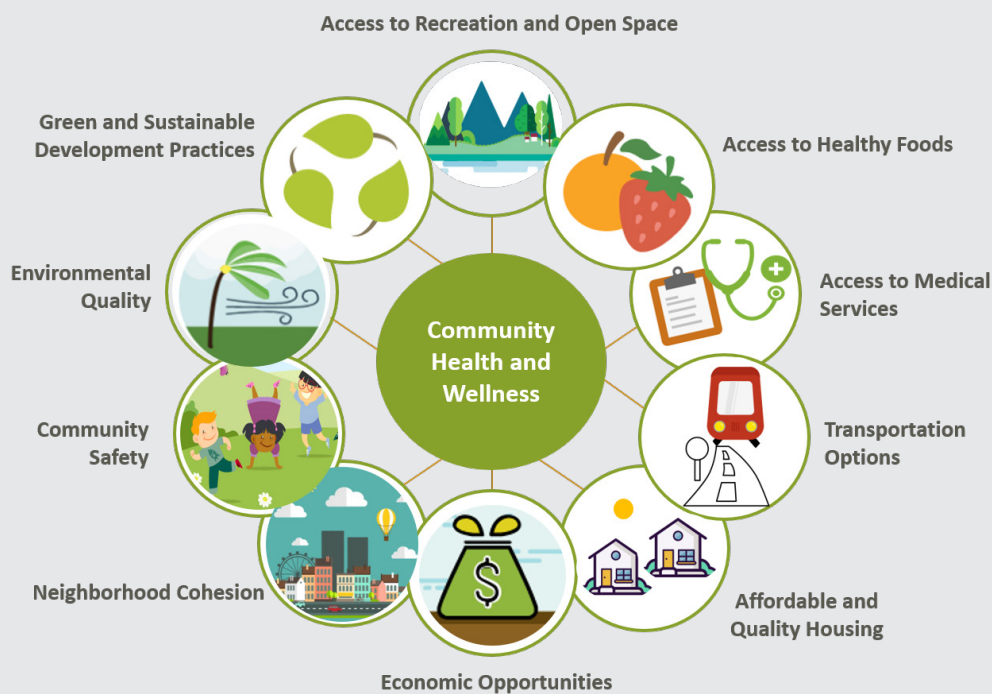 Access to Recreation and Open Space
Green and Sustainable
Development Practices
Access to Healthy Foods
Environmental
Quality
Access to Medical
Services
Community
Health and
Wellness
Community
Safety
Transportation
Options
Neighborhood Cohesion
$
Affordable and
Quality Housing
Economic Opportunities